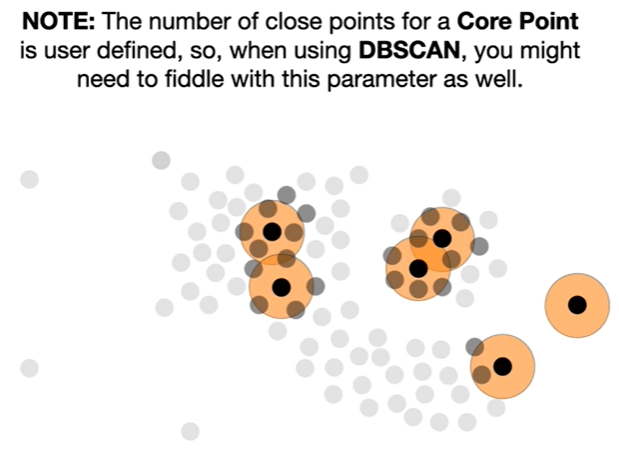 NOTE: The number of close points for a Core Point
is user defined, so, when using DBSCAN, you might
need to fiddle with this parameter as well.